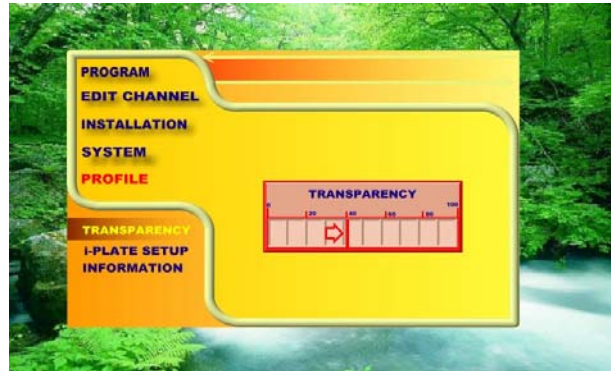 PROGRAM
EDIT CHANNEL
INSTALLATION
SYSTEM
PROFILE
TRANSPARENCY
i-PLATE SETUP
INFORMATION
TRANSPARENCY
0 100
20 40 60 80